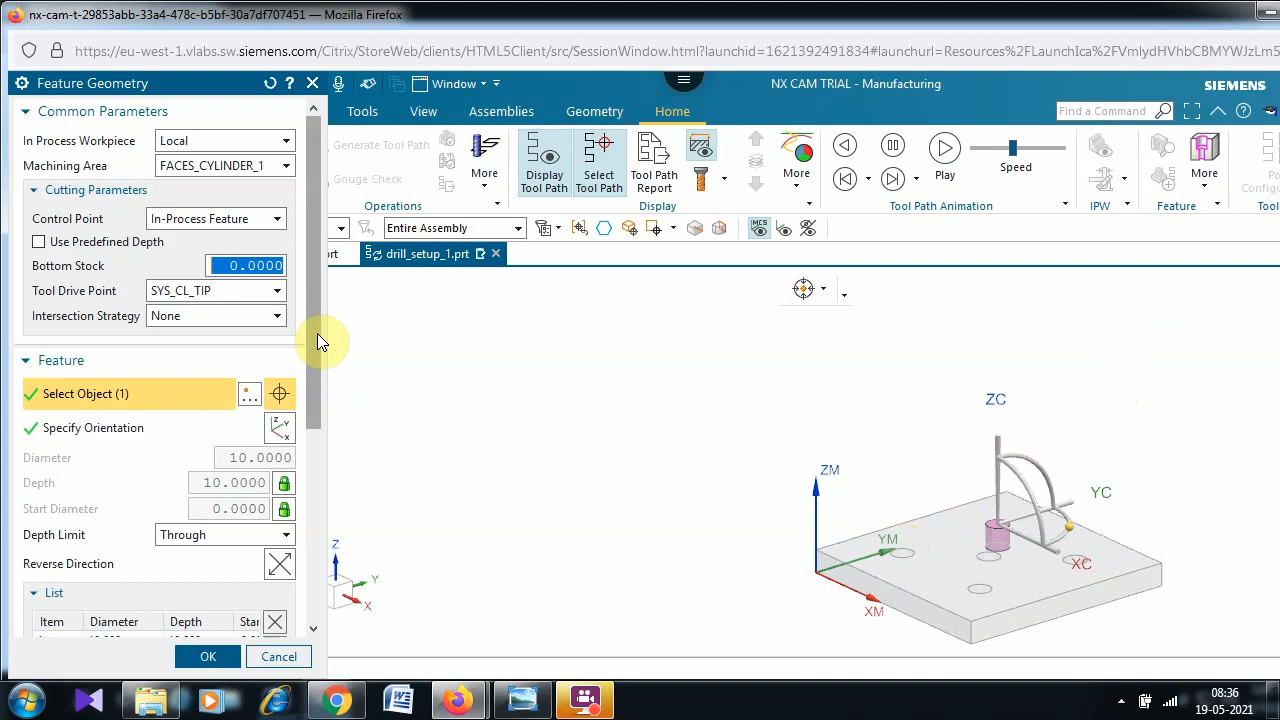 nx-cam-t-29853abb-33a4-478c-b5bf-30a7df707451 — Mozilla Firefox
https://eu-west-1.vlabs.sw.siemens.com/Citrix/StoreWeb/clients/HTML5Client/src/SessionWindow.html?launchid=1621392491834#launchurl=Resources%2FLaunchIca%2FVmlydHVhbCBMYWJzLm5
Feature Geometry
Window
NX CAM TRIAL - Manufacturing
SIEMENS
Common Parameters
Tools
View
Assemblies
Geometry
Home
Find a Command
In Process Workpiece
Local
Machining Area
FACES_CYLINDER_1
Cutting Parameters
Control Point
In-Process Feature
Use Predefined Depth
Bottom Stock
0.0000
Tool Drive Point
SYS_CL_TIP
Intersection Strategy
None
Generate Tool Path
Gouge Check
More
Operations
Display
Tool Path
Select
Tool Path
Tool Path
Report
More
Display
Play
Speed
Tool Path Animation
IPW
More
Feature
Entire Assembly
MCS
rt
drill_setup_1.prt
Feature
Select Object (1)
Specify Orientation
Diameter
10.0000
Depth
10.0000
Start Diameter
0.0000
Depth Limit
Through
Reverse Direction
List
Item
Diameter
Depth
Star
OK
Cancel
ZC
ZM
YC
YM
XC
XM
Z
Y
X
08:36
19-05-2021